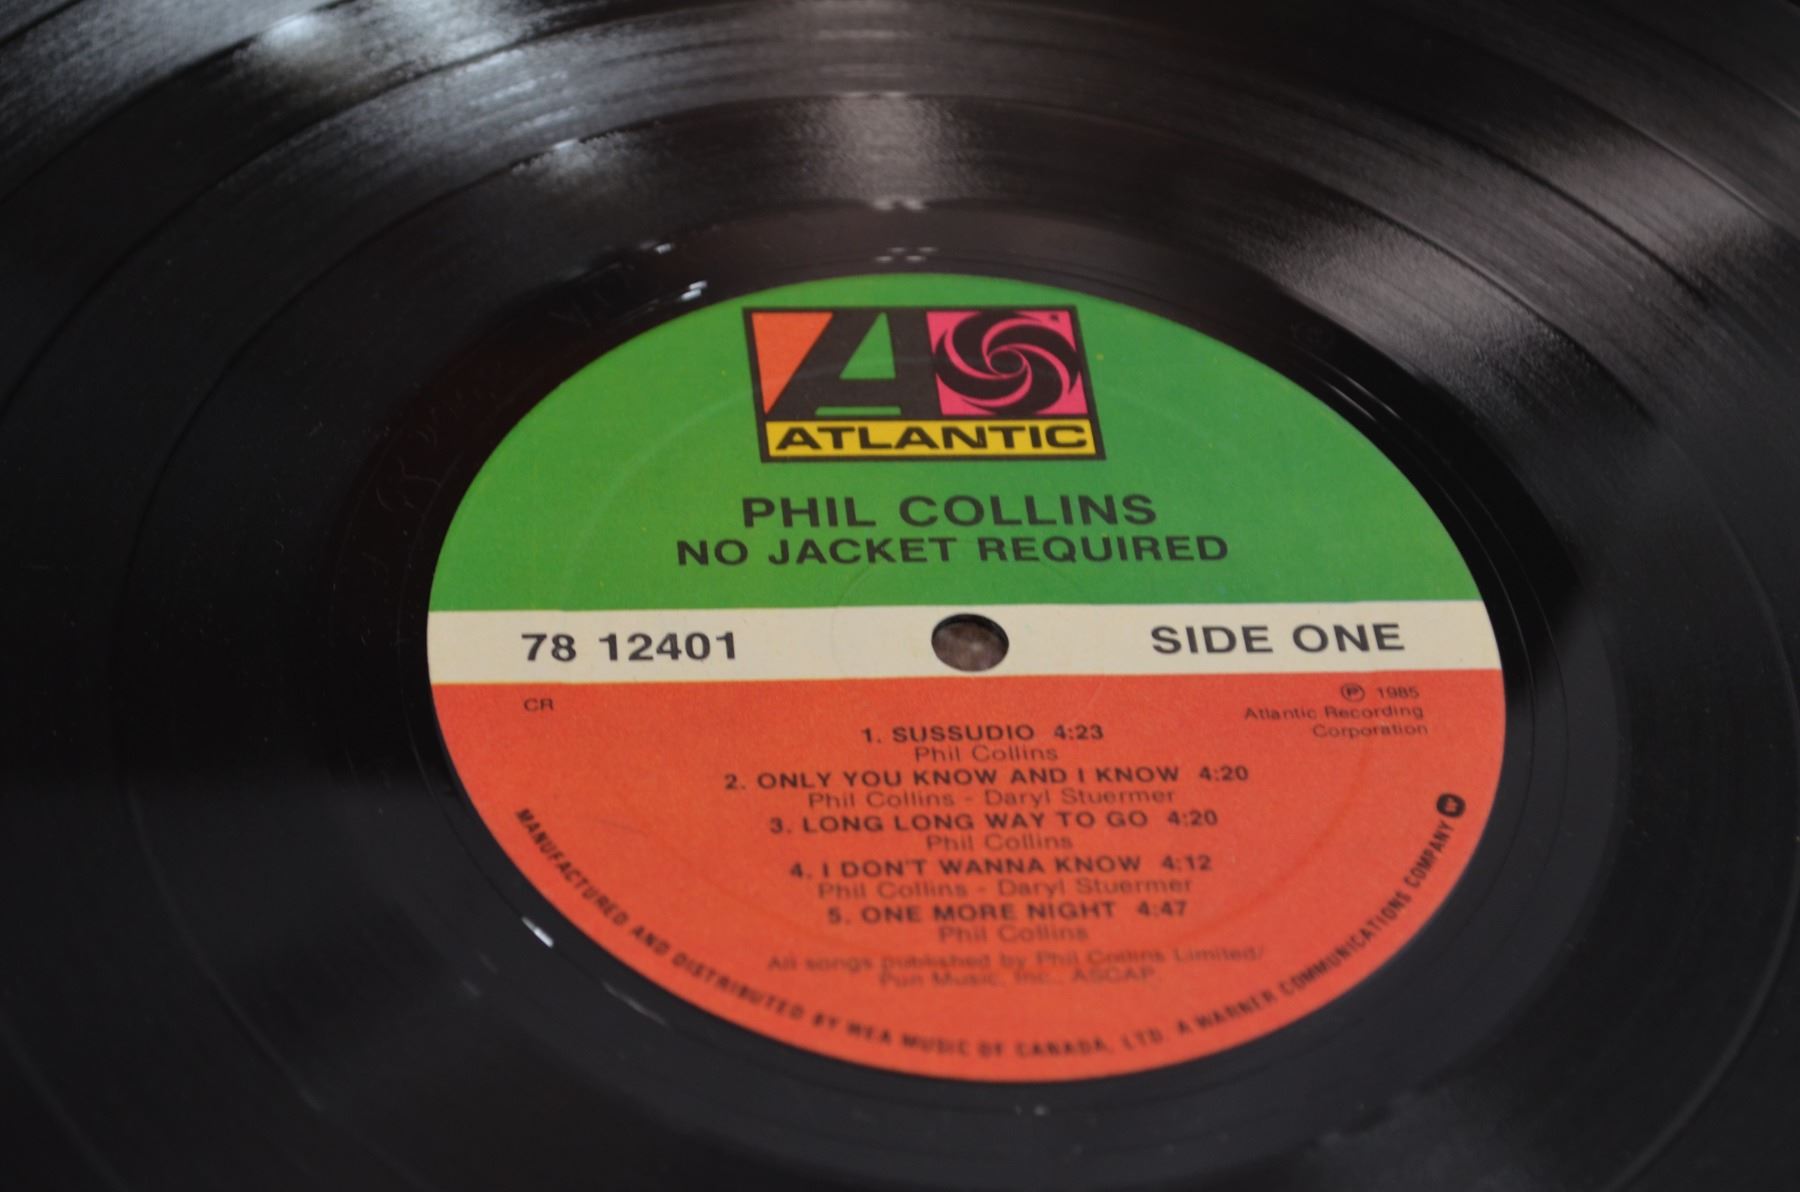 ATLANTIC
PHIL COLLINS
NO JACKET REQUIRED
78 12401
SIDE ONE
CR
℗ 1985
Atlantic Recording
Corporation
1. SUSSUDIO 4:23
Phil Collins
2. ONLY YOU KNOW AND I KNOW 4:20
Phil Collins - Daryl Stuermer
3. LONG LONG WAY TO GO 4:20
Phil Collins
4. I DON'T WANNA KNOW 4:12
Phil Collins - Daryl Stuermer
5. ONE MORE NIGHT 4:47
Phil Collins
All songs published by Phil Collins Limited/
Pun Music, Inc., ASCAP
MANUFACTURED AND DISTRIBUTED BY WEA MUSIC OF CANADA, LTD. A WARNER COMMUNICATIONS COMPANY